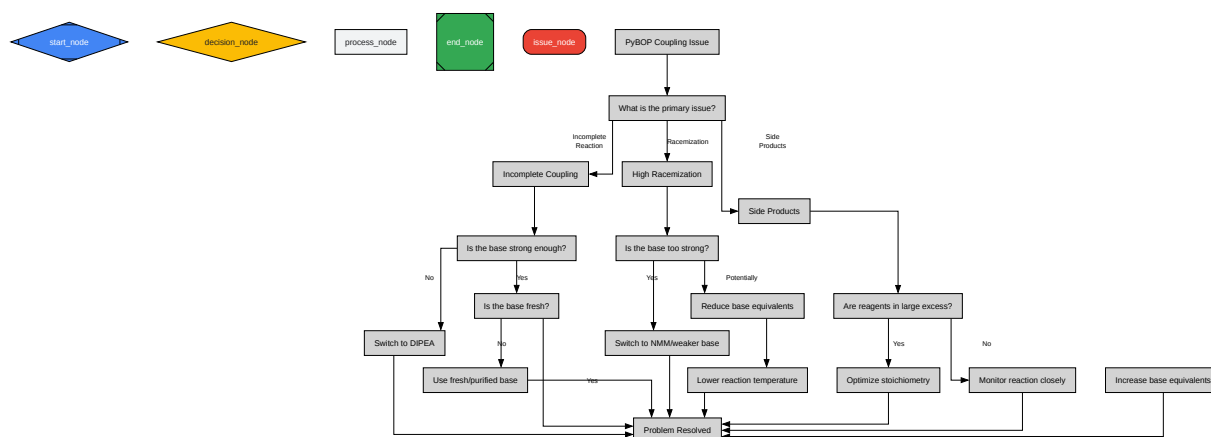 start_node
decision_node
process_node
end_node
issue_node
PyBOP Coupling Issue
What is the primary issue?
Incomplete
Reaction
Racemization
Side
Products
Incomplete Coupling
High Racemization
Side Products
Is the base strong enough?
Is the base too strong?
No
Yes
Yes
Potentially
Is the base fresh?
Reduce base equivalents
Are reagents in large excess?
Switch to DIPEA
No
Switch to NMM/weaker base
Yes
No
Use fresh/purified base
Yes
Lower reaction temperature
Optimize stoichiometry
Monitor reaction closely
Increase base equivalents
Problem Resolved